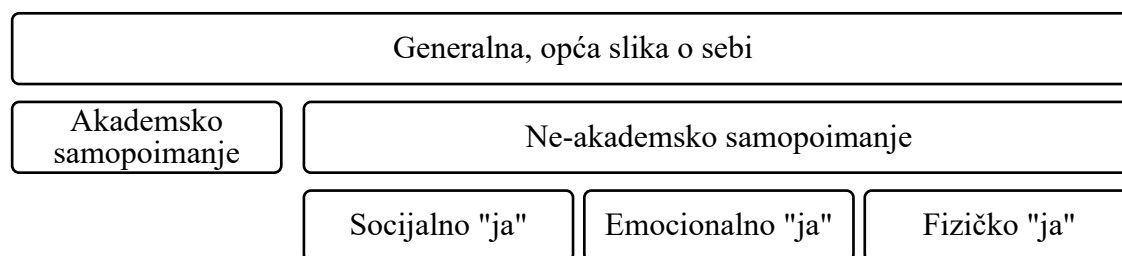 Generalna, opća slika o sebi
Akademsko
samopoimanje
Ne-akademsko samopoimanje
Socijalno "ja"
Emocionalno "ja"
Fizičko "ja"